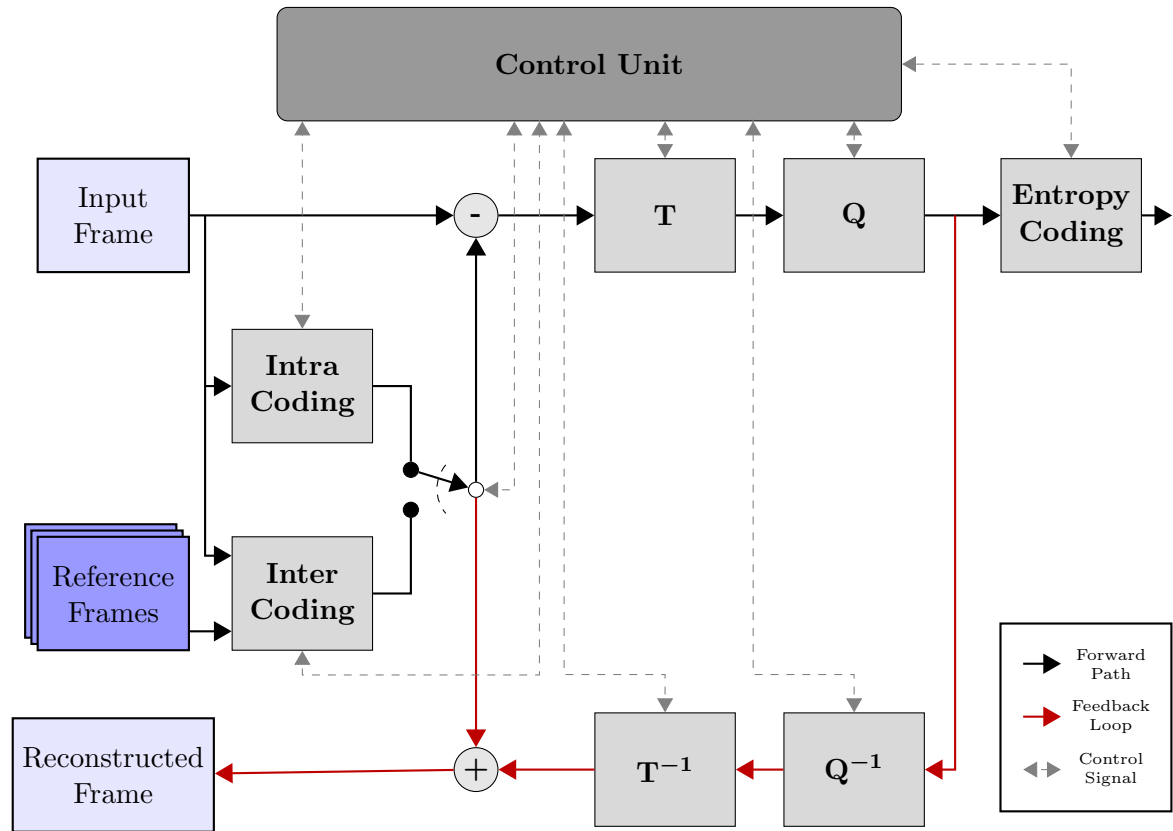 Control Unit
Input
Frame
-
T
Q
Entropy
Coding
Intra
Coding
Reference
Frames
Inter
Coding
Forward
Path
Feedback
Loop
Control
Signal
Reconstructed
Frame
+
T⁻¹
Q⁻¹